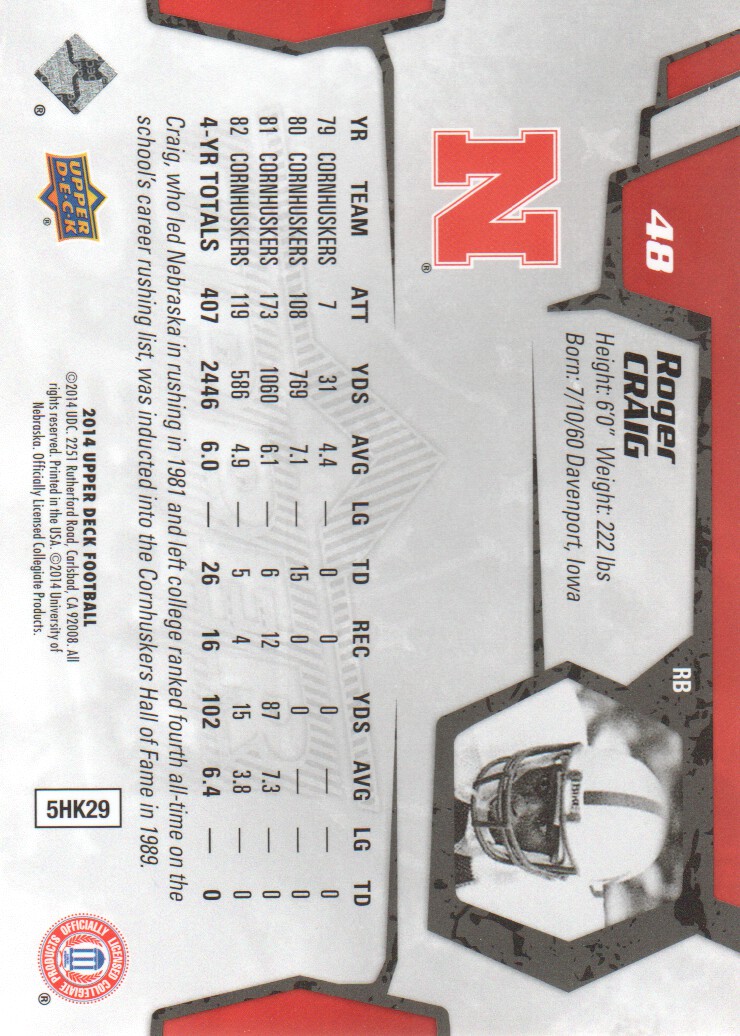 48
Roger
CRAIG
RB
Height: 6'0" Weight: 222 lbs
Born: 7/10/60 Davenport, Iowa
N®
YR TEAM ATT YDS AVG LG TD REC YDS AVG LG TD
79 CORNHUSKERS 7 31 4.4 — 0 0 0 — — 0
80 CORNHUSKERS 108 769 7.1 — 15 0 0 — — 0
81 CORNHUSKERS 173 1060 6.1 — 6 12 87 7.3 — 0
82 CORNHUSKERS 119 586 4.9 — 5 4 15 3.8 — 0
4-YR TOTALS 407 2446 6.0 — 26 16 102 6.4 — 0
Craig, who led Nebraska in rushing in 1981 and left college ranked fourth all-time on the
school's career rushing list, was inducted into the Cornhuskers Hall of Fame in 1989.
®
UPPER
D·E·C·K
®
2014 UPPER DECK FOOTBALL
©2014 UDC. 2251 Rutherford Road, Carlsbad, CA 92008. All
rights reserved. Printed in the USA. ©2014 University of
Nebraska. Officially Licensed Collegiate Products.
5HK29
OFFICIALLY LICENSED COLLEGIATE PRODUCTS
®